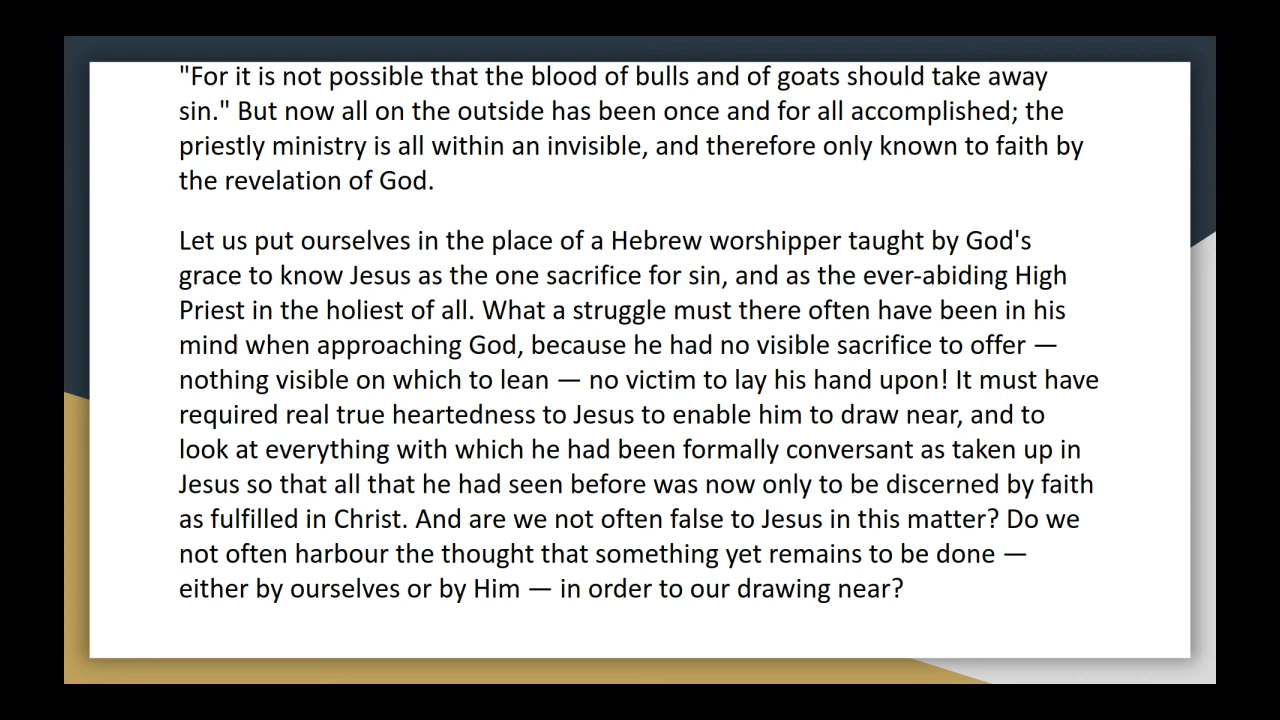 "For it is not possible that the blood of bulls and of goats should take away
sin." But now all on the outside has been once and for all accomplished; the
priestly ministry is all within an invisible, and therefore only known to faith by
the revelation of God.
Let us put ourselves in the place of a Hebrew worshipper taught by God's
grace to know Jesus as the one sacrifice for sin, and as the ever-abiding High
Priest in the holiest of all. What a struggle must there often have been in his
mind when approaching God, because he had no visible sacrifice to offer —
nothing visible on which to lean — no victim to lay his hand upon! It must have
required real true heartedness to Jesus to enable him to draw near, and to
look at everything with which he had been formally conversant as taken up in
Jesus so that all that he had seen before was now only to be discerned by faith
as fulfilled in Christ. And are we not often false to Jesus in this matter? Do we
not often harbour the thought that something yet remains to be done —
either by ourselves or by Him — in order to our drawing near?